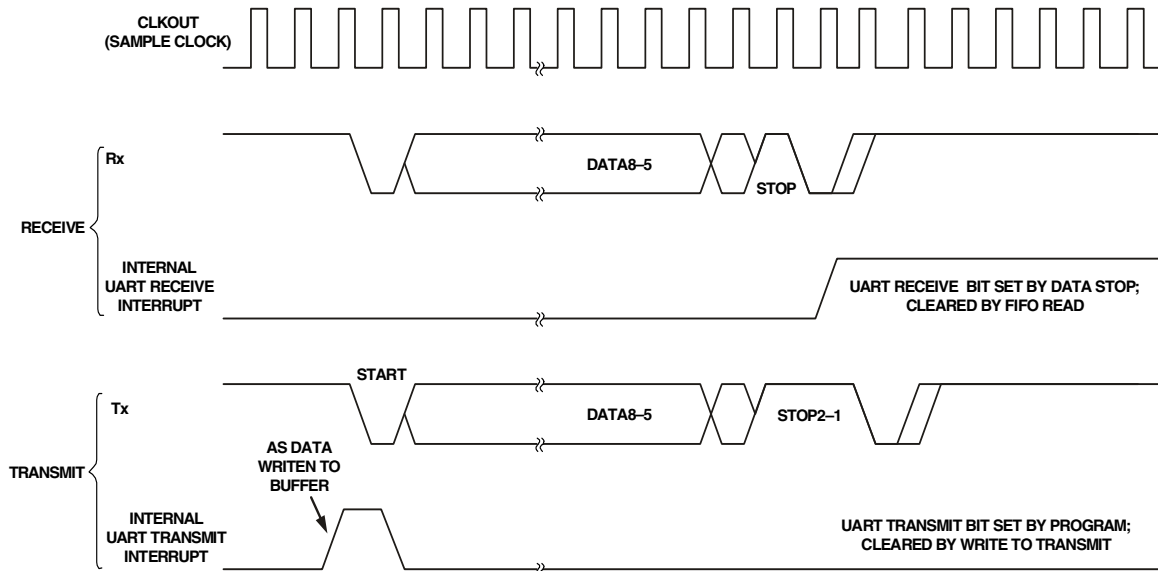 CLKOUT
(SAMPLE CLOCK)
Rx
DATA8–5
STOP
RECEIVE
INTERNAL
UART RECEIVE
INTERRUPT
UART RECEIVE BIT SET BY DATA STOP;
CLEARED BY FIFO READ
START
Tx
DATA8–5
STOP2–1
AS DATA
WRITEN TO
BUFFER
TRANSMIT
INTERNAL
UART TRANSMIT
INTERRUPT
UART TRANSMIT BIT SET BY PROGRAM;
CLEARED BY WRITE TO TRANSMIT